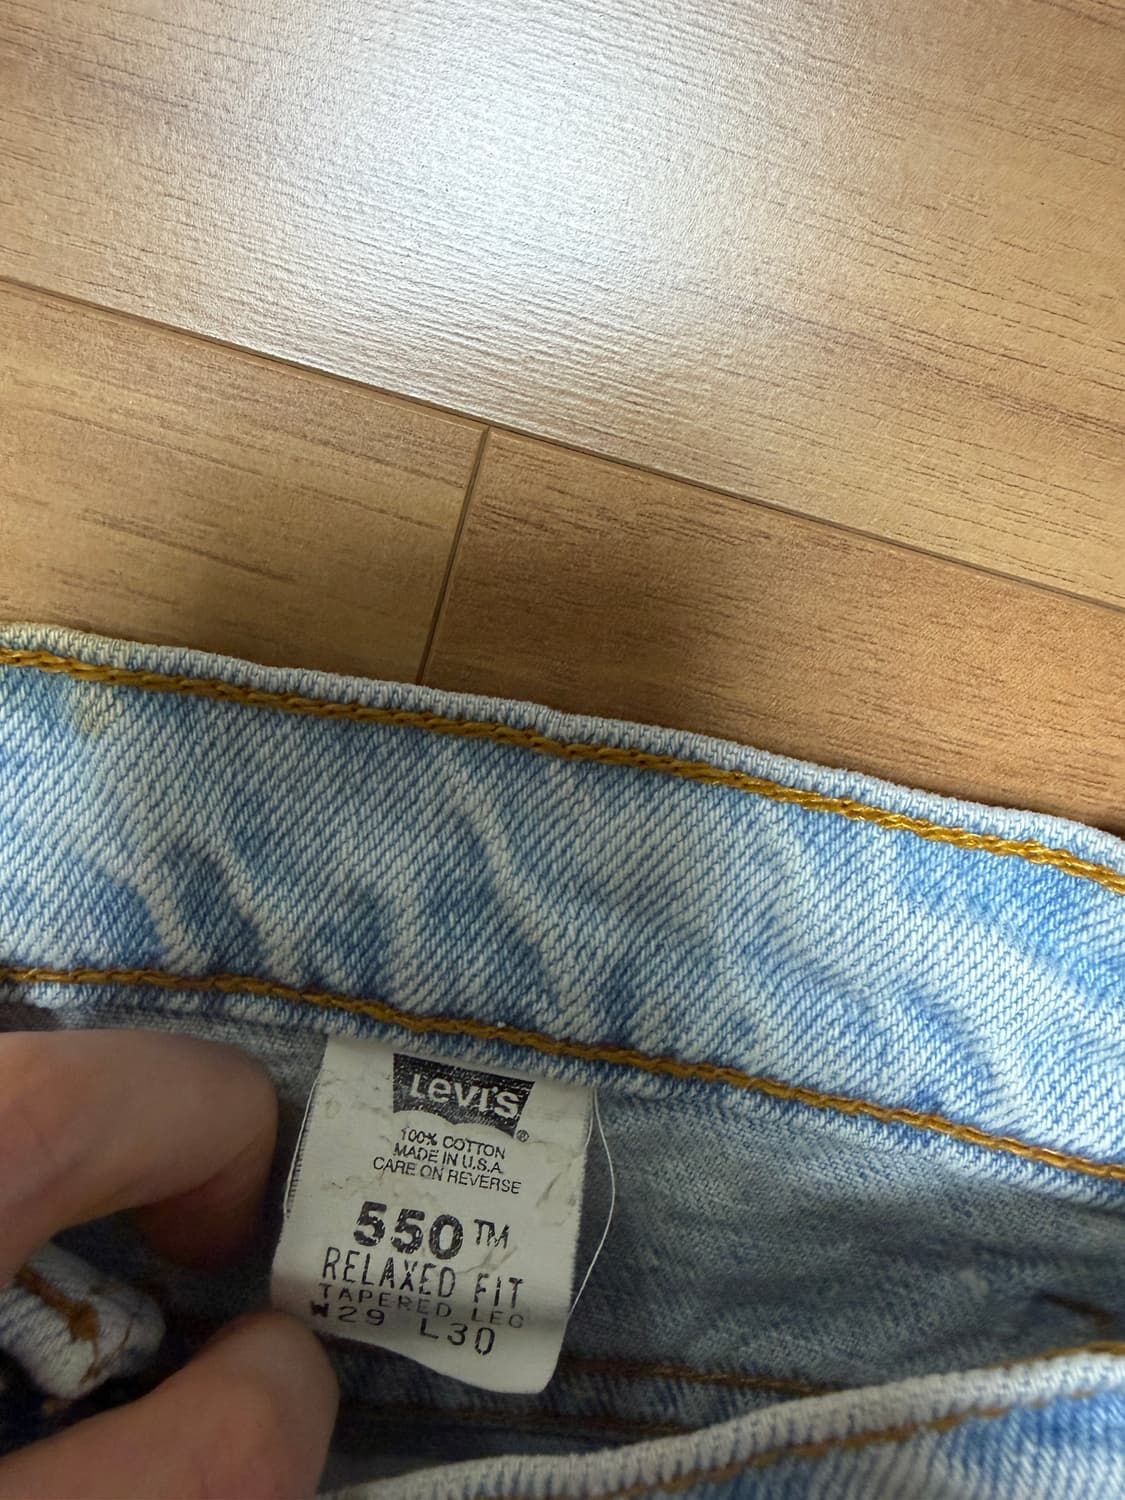 Levi's®
100% COTTON
MADE IN U.S.A.
CARE ON REVERSE
550™
RELAXED FIT
TAPERED LEG
W29 L30